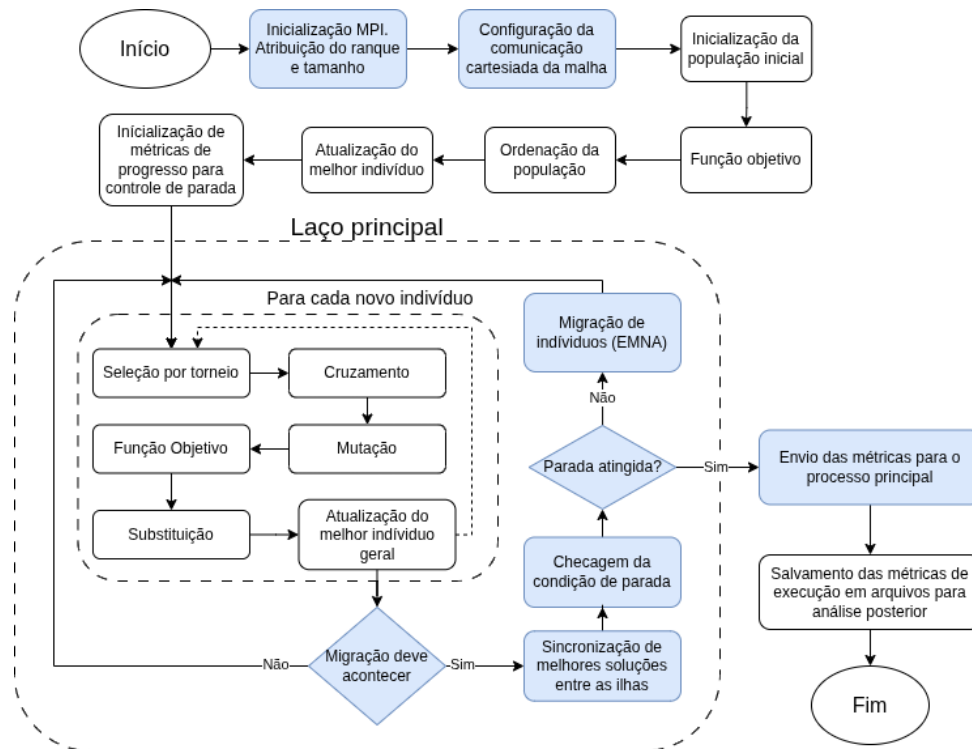 Início
Inicialização MPI.
Atribuição do ranque
e tamanho
Configuração da
comunicação
cartesiada da malha
Inicialização da
população inicial
Função objetivo
Ordenação da
população
Atualização do
melhor indivíduo
Inícialização de
métricas de
progresso para
controle de parada
Laço principal
Para cada novo indivíduo
Seleção por torneio
Cruzamento
Mutação
Função Objetivo
Substituição
Atualização do
melhor indíviduo
geral
Migração deve
acontecer
Não
Sim
Sincronização de
melhores soluções
entre as ilhas
Checagem da
condição de parada
Parada atingida?
Não
Migração de
indíviduos (EMNA)
Sim
Envio das métricas para o
processo principal
Salvamento das métricas de
execução em arquivos para
análise posterior
Fim